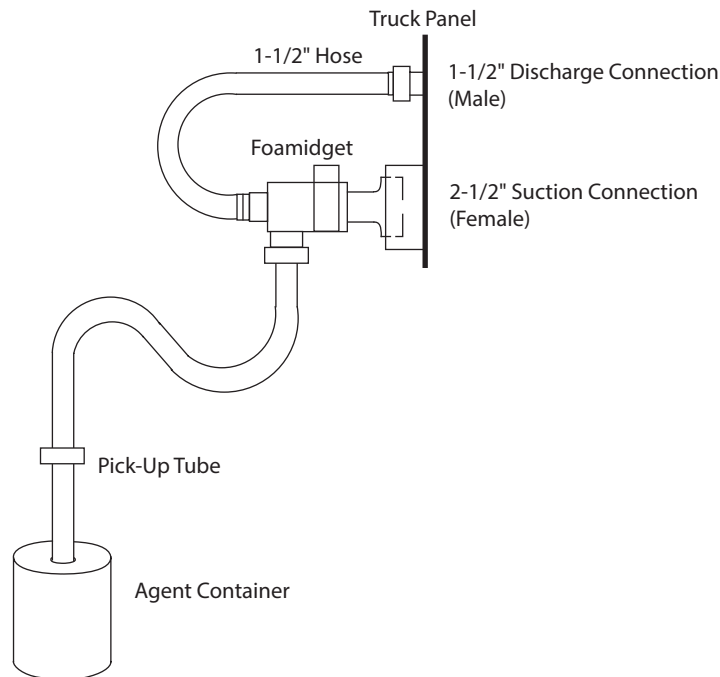 Truck Panel
1-1/2" Hose
1-1/2" Discharge Connection
(Male)
Foamidget
2-1/2" Suction Connection
(Female)
Pick-Up Tube
Agent Container